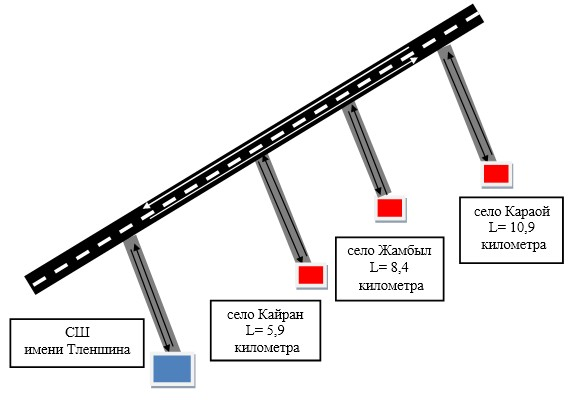 СШ
имени Тленшина
село Кайран
L= 5,9
километра
село Жамбыл
L= 8,4
километра
село Караой
L= 10,9
километра